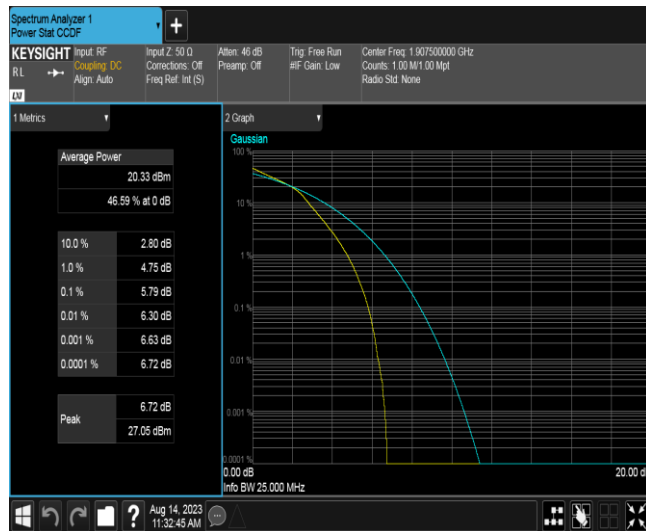 Spectrum Analyzer 1
Power Stat CCDF
+
KEYSIGHT
RL
LXI
Input: RF
Coupling: DC
Align: Auto
Input Z: 50 Ω
Corrections: Off
Freq Ref: Int (S)
Atten: 46 dB
Preamp: Off
Trig: Free Run
#IF Gain: Low
Center Freq: 1.907500000 GHz
Counts: 1.00 M/1.00 Mpt
Radio Std: None
1 Metrics
Average Power
20.33 dBm
46.59 % at 0 dB
10.0 % 2.80 dB
1.0 % 4.75 dB
0.1 % 5.79 dB
0.01 % 6.30 dB
0.001 % 6.63 dB
0.0001 % 6.72 dB
Peak
6.72 dB
27.05 dBm
2 Graph
Gaussian
100 %
10 %
1 %
0.1 %
0.01 %
0.001 %
0.0001 %
0.00 dB
20.00 d
Info BW 25.000 MHz
?
Aug 14, 2023
11:32:45 AM